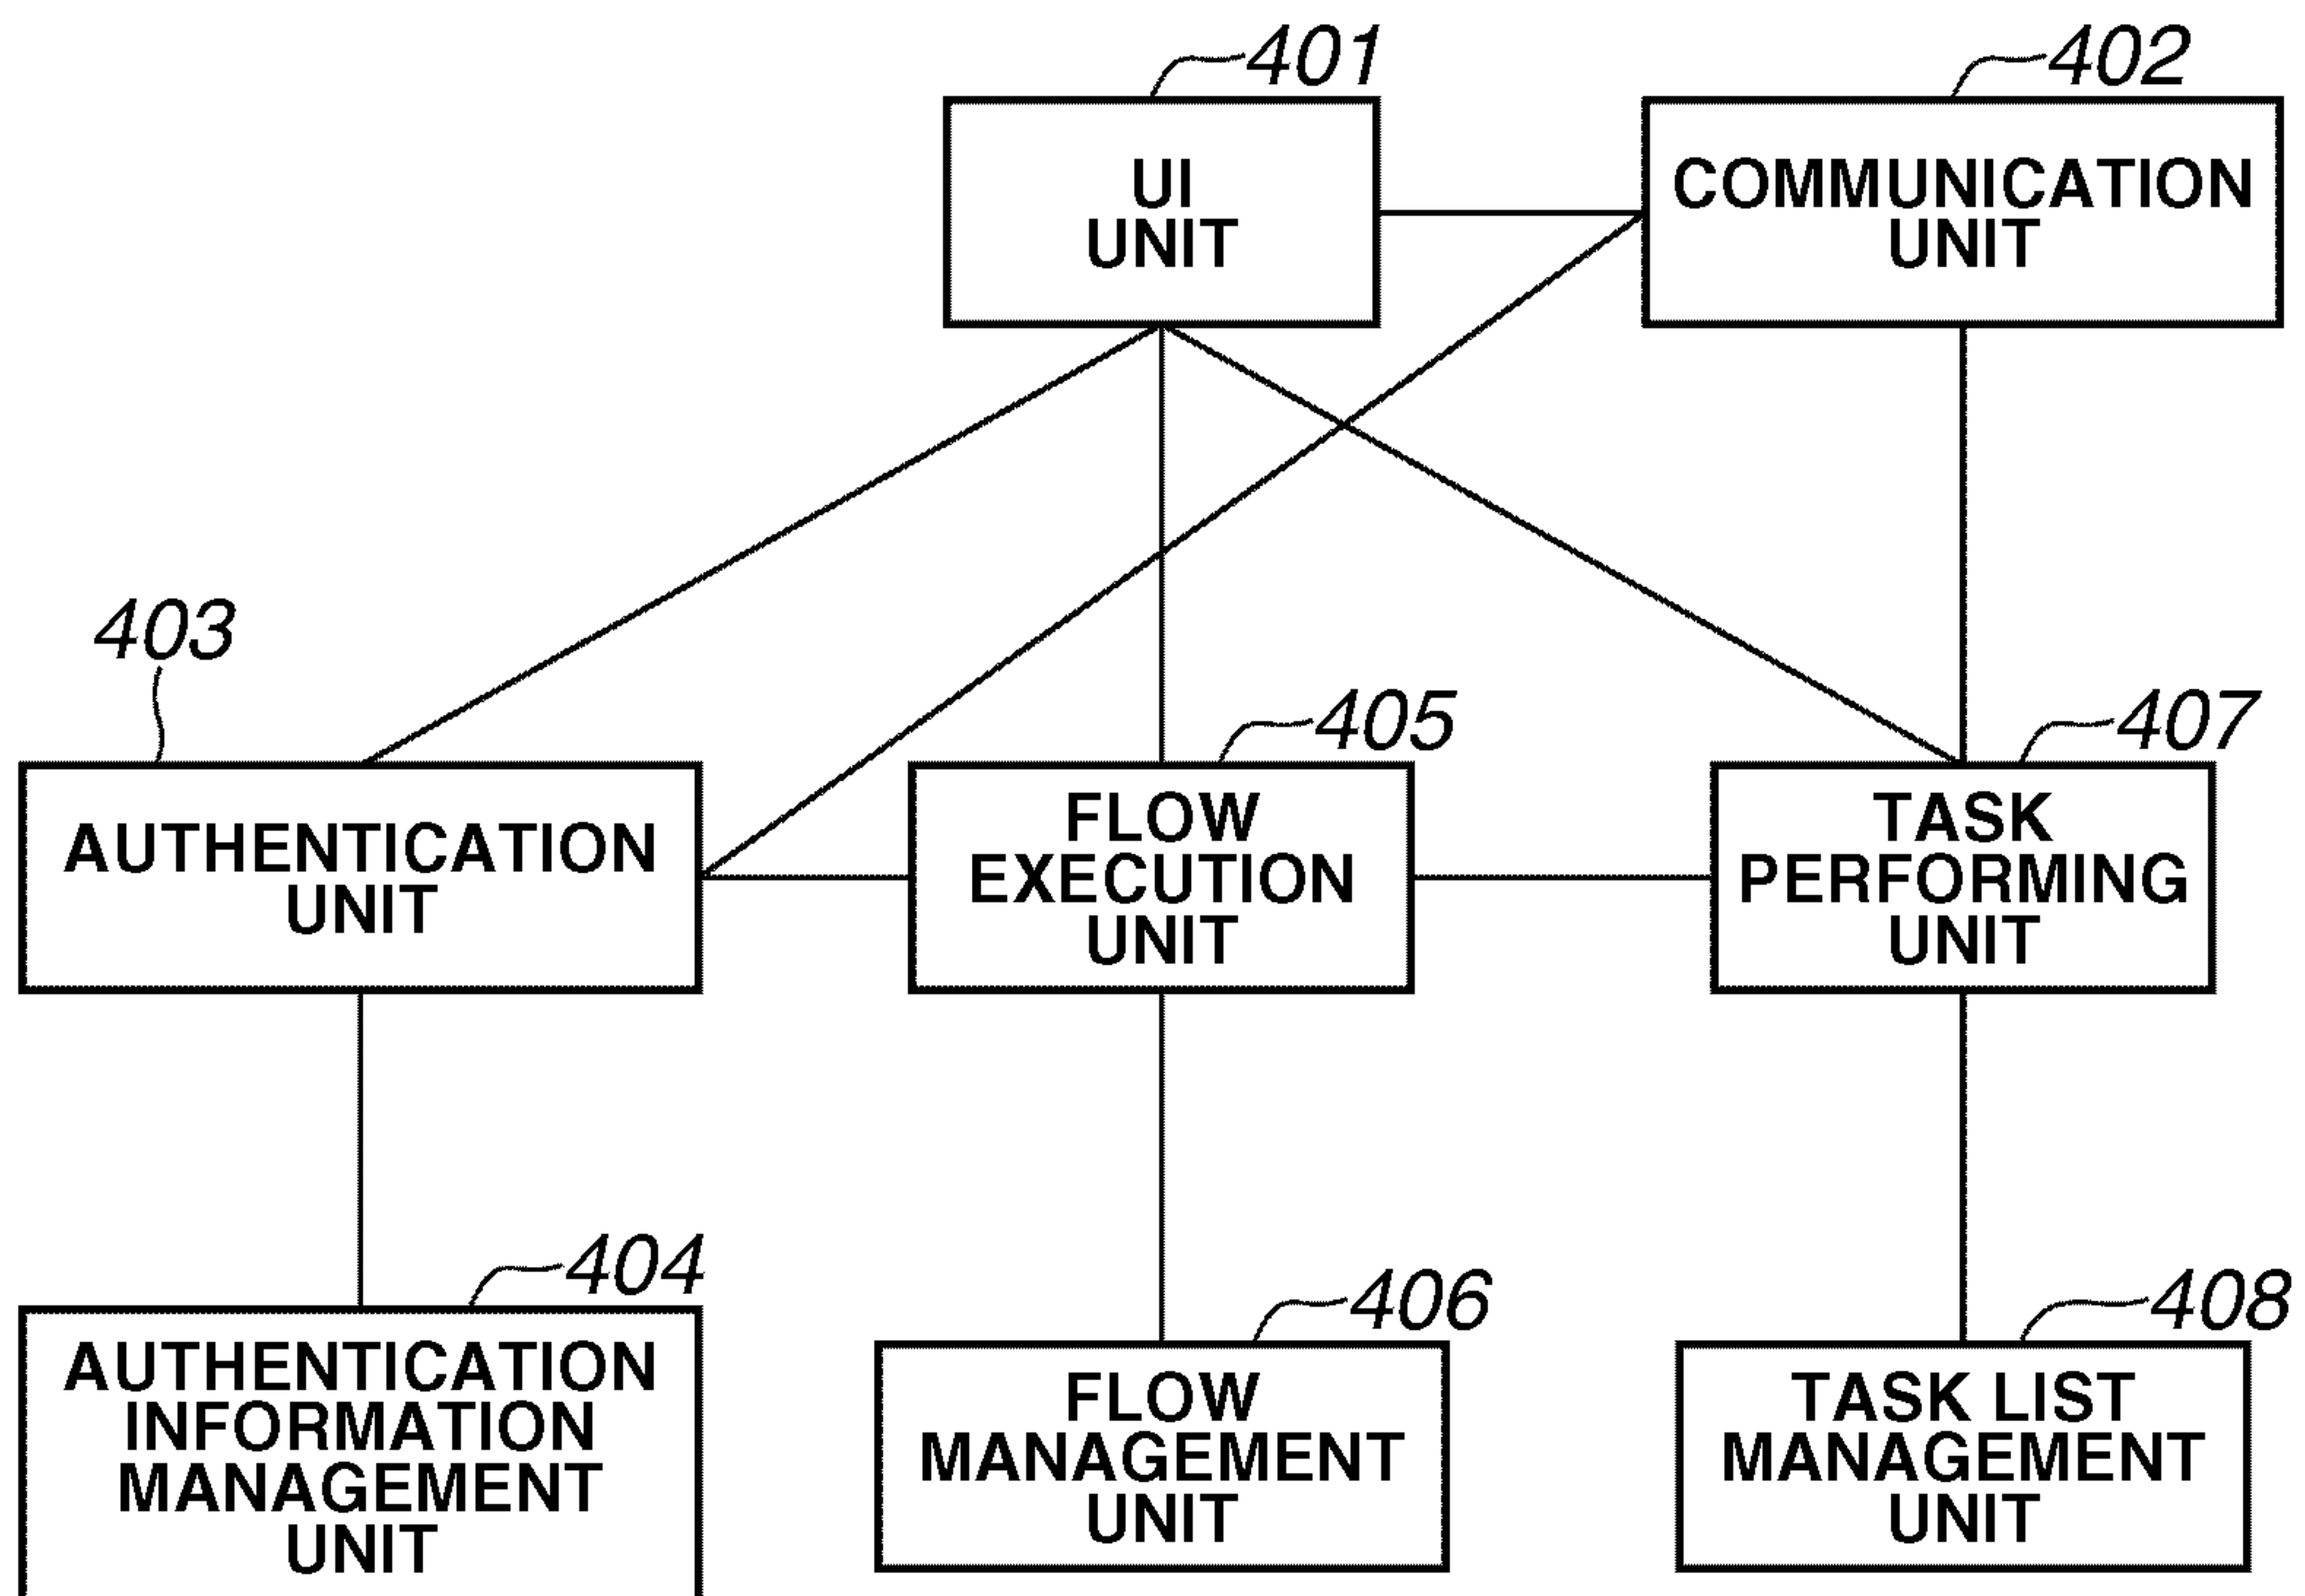 401
UI
UNIT
402
COMMUNICATION
UNIT
403
AUTHENTICATION
UNIT
405
FLOW
EXECUTION
UNIT
407
TASK
PERFORMING
UNIT
404
AUTHENTICATION
INFORMATION
MANAGEMENT
UNIT
406
FLOW
MANAGEMENT
UNIT
408
TASK LIST
MANAGEMENT
UNIT